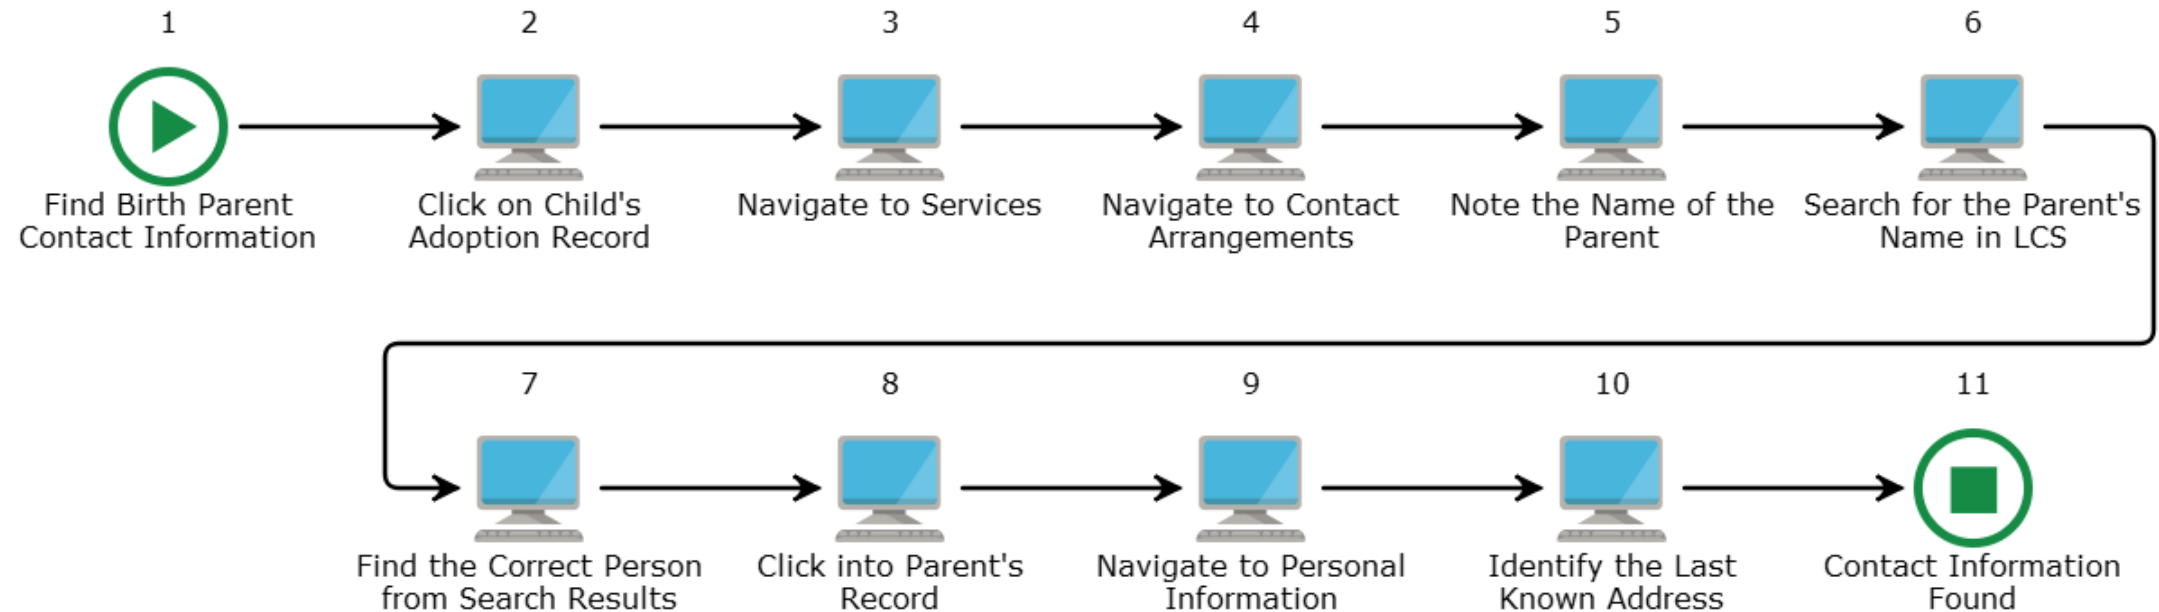 1
2
3
4
5
6
Find Birth Parent
Contact Information
Click on Child's
Adoption Record
Navigate to Services
Navigate to Contact
Arrangements
Note the Name of the
Parent
Search for the Parent's
Name in LCS
7
8
9
10
11
Find the Correct Person
from Search Results
Click into Parent's
Record
Navigate to Personal
Information
Identify the Last
Known Address
Contact Information
Found